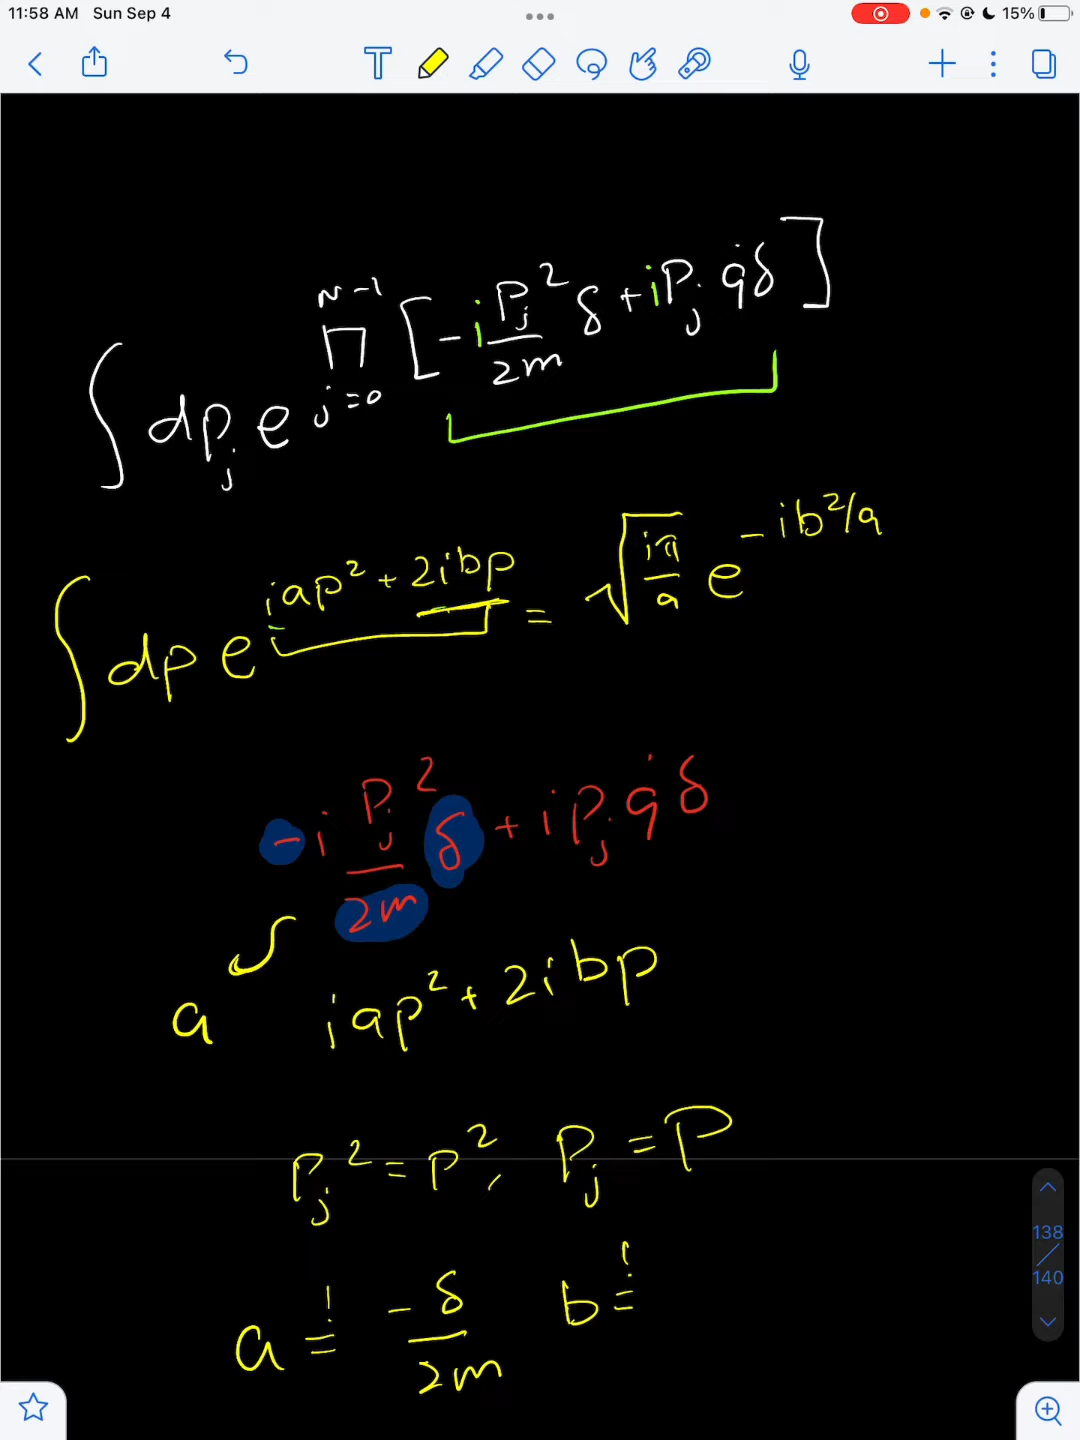 11:58 AM Sun Sep 4 15%
T
∫ dp_j e^{∏_{j=0}^{N-1} [-i p_j²/2m δ + i p_j q̇ δ]}
∫ dp e^{iap² + 2ibp} = √(iπ/a) e^{-ib²/a}
-i p_j²/2m δ + i p_j q̇ δ
a iap² + 2ibp
p_j² = p², p_j = p
a =! -δ/2m b =!
138/140